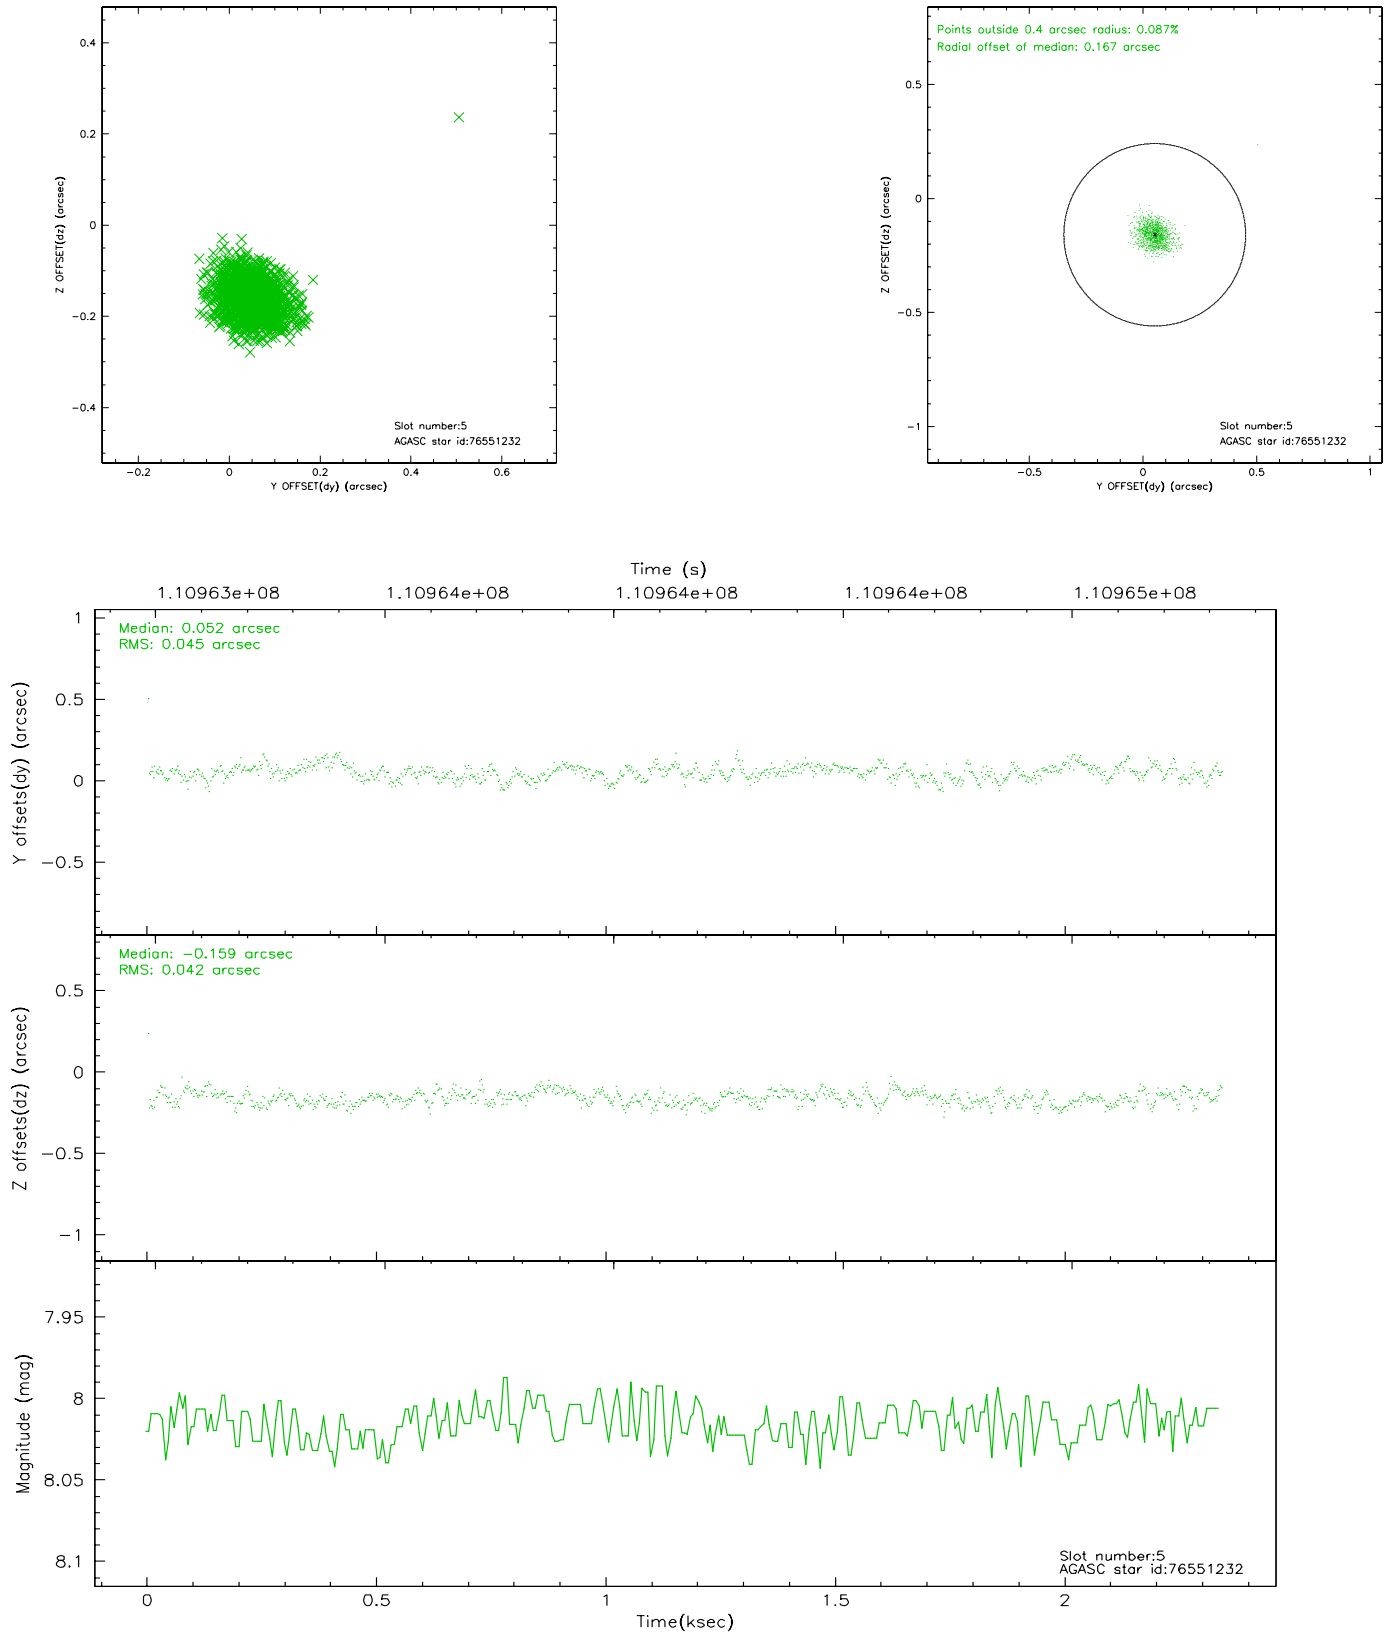 0.4
0.2
0
−0.2
−0.4
Z OFFSET(dz) (arcsec)
Slot number:5
AGASC star id:76551232
−0.2 0 0.2 0.4 0.6
Y OFFSET(dy) (arcsec)
Points outside 0.4 arcsec radius: 0.087%
Radial offset of median: 0.167 arcsec
0.5
0
−0.5
−1
Z OFFSET(dz) (arcsec)
Slot number:5
AGASC star id:76551232
−0.5 0 0.5 1
Y OFFSET(dy) (arcsec)
Time (s)
1.10963e+08 1.10964e+08 1.10964e+08 1.10964e+08 1.10965e+08
Median: 0.052 arcsec
RMS: 0.045 arcsec
1
0.5
0
−0.5
Y offsets(dy) (arcsec)
Median: −0.159 arcsec
RMS: 0.042 arcsec
0.5
0
−0.5
−1
Z offsets(dz) (arcsec)
7.95
8
8.05
8.1
Magnitude (mag)
Slot number:5
AGASC star id:76551232
0 0.5 1 1.5 2
Time(ksec)